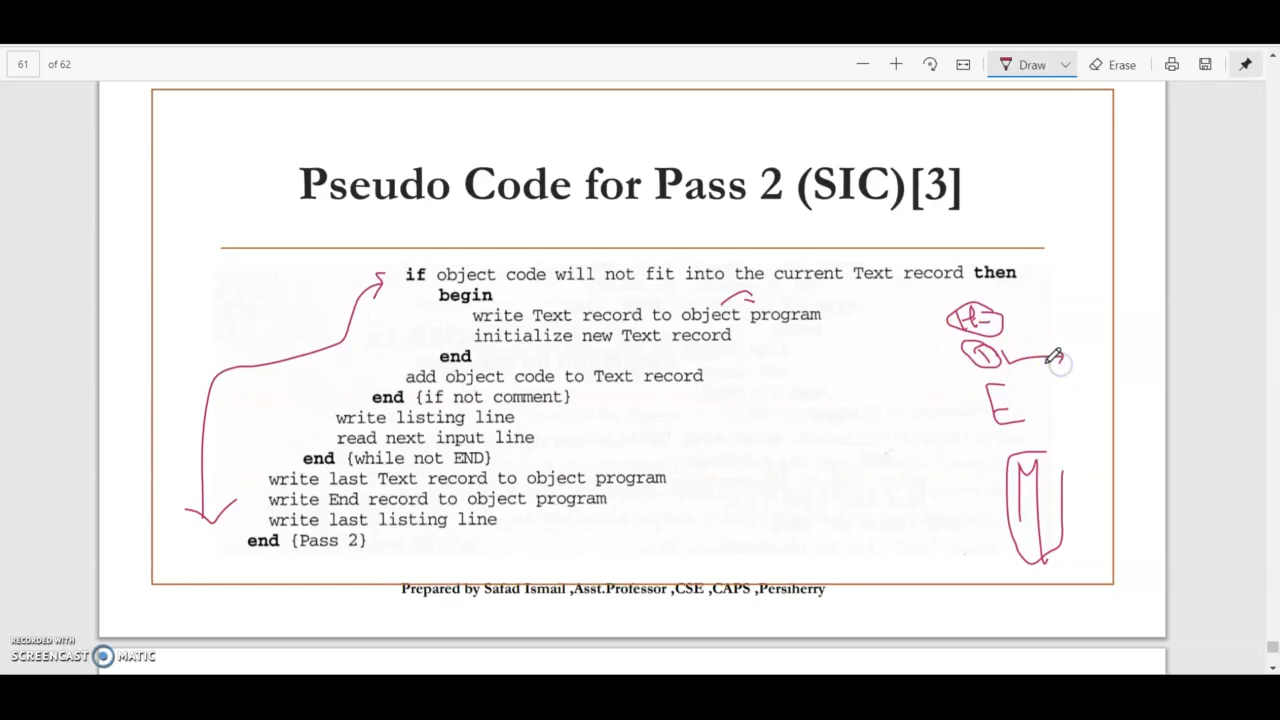 61 of 62 Draw Erase
Pseudo Code for Pass 2 (SIC)[3]
if object code will not fit into the current Text record then
begin
write Text record to object program
initialize new Text record
end
add object code to Text record
end {if not comment}
write listing line
read next input line
end {while not END}
write last Text record to object program
write End record to object program
write last listing line
end {Pass 2}
T
E
M
Prepared by Safad Ismail ,Asst.Professor ,CSE ,CAPS ,Persiherry
RECORDED WITH
SCREENCAST MATIC